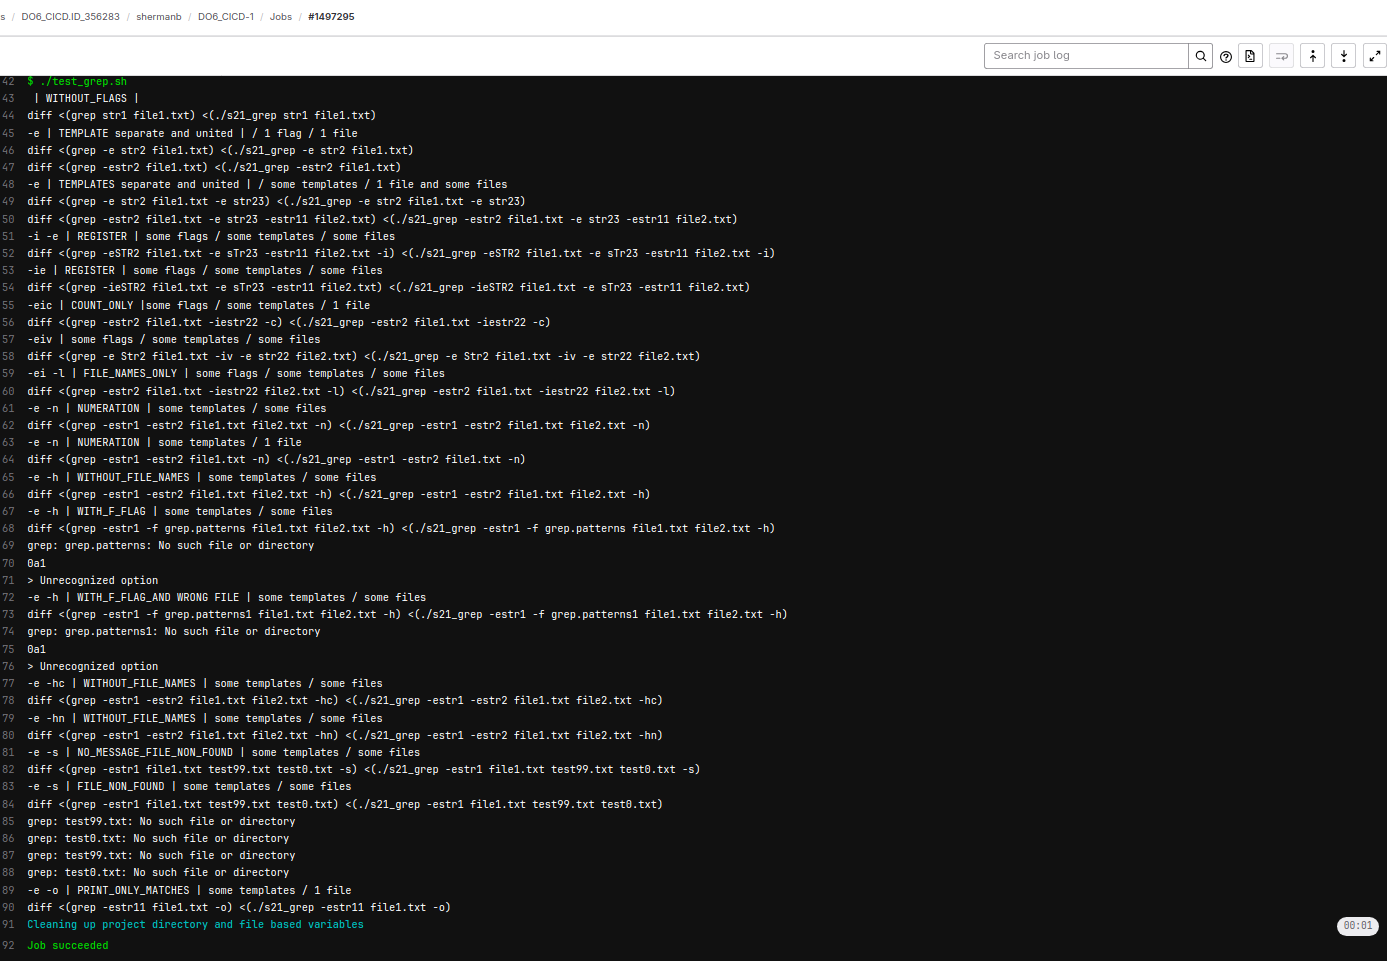 s / DO6_CICD.ID_356283 / shermanb / DO6_CICD-1 / Jobs / #1497295
Search job log
42 $ ./test_grep.sh
43 | WITHOUT_FLAGS |
44 diff <(grep str1 file1.txt) <(./s21_grep str1 file1.txt)
45 -e | TEMPLATE separate and united | / 1 flag / 1 file
46 diff <(grep -e str2 file1.txt) <(./s21_grep -e str2 file1.txt)
47 diff <(grep -estr2 file1.txt) <(./s21_grep -estr2 file1.txt)
48 -e | TEMPLATES separate and united | / some templates / 1 file and some files
49 diff <(grep -e str2 file1.txt -e str23) <(./s21_grep -e str2 file1.txt -e str23)
50 diff <(grep -estr2 file1.txt -e str23 -estr11 file2.txt) <(./s21_grep -estr2 file1.txt -e str23 -estr11 file2.txt)
51 -i -e | REGISTER | some flags / some templates / some files
52 diff <(grep -eSTR2 file1.txt -e sTr23 -estr11 file2.txt -i) <(./s21_grep -eSTR2 file1.txt -e sTr23 -estr11 file2.txt -i)
53 -ie | REGISTER | some flags / some templates / some files
54 diff <(grep -ieSTR2 file1.txt -e sTr23 -estr11 file2.txt) <(./s21_grep -ieSTR2 file1.txt -e sTr23 -estr11 file2.txt)
55 -eic | COUNT_ONLY |some flags / some templates / 1 file
56 diff <(grep -estr2 file1.txt -iestr22 -c) <(./s21_grep -estr2 file1.txt -iestr22 -c)
57 -eiv | some flags / some templates / some files
58 diff <(grep -e Str2 file1.txt -iv -e str22 file2.txt) <(./s21_grep -e Str2 file1.txt -iv -e str22 file2.txt)
59 -ei -l | FILE_NAMES_ONLY | some flags / some templates / some files
60 diff <(grep -estr2 file1.txt -iestr22 file2.txt -l) <(./s21_grep -estr2 file1.txt -iestr22 file2.txt -l)
61 -e -n | NUMERATION | some templates / some files
62 diff <(grep -estr1 -estr2 file1.txt file2.txt -n) <(./s21_grep -estr1 -estr2 file1.txt file2.txt -n)
63 -e -n | NUMERATION | some templates / 1 file
64 diff <(grep -estr1 -estr2 file1.txt -n) <(./s21_grep -estr1 -estr2 file1.txt -n)
65 -e -h | WITHOUT_FILE_NAMES | some templates / some files
66 diff <(grep -estr1 -estr2 file1.txt file2.txt -h) <(./s21_grep -estr1 -estr2 file1.txt file2.txt -h)
67 -e -h | WITH_F_FLAG | some templates / some files
68 diff <(grep -estr1 -f grep.patterns file1.txt file2.txt -h) <(./s21_grep -estr1 -f grep.patterns file1.txt file2.txt -h)
69 grep: grep.patterns: No such file or directory
70 0a1
71 > Unrecognized option
72 -e -h | WITH_F_FLAG_AND WRONG FILE | some templates / some files
73 diff <(grep -estr1 -f grep.patterns1 file1.txt file2.txt -h) <(./s21_grep -estr1 -f grep.patterns1 file1.txt file2.txt -h)
74 grep: grep.patterns1: No such file or directory
75 0a1
76 > Unrecognized option
77 -e -hc | WITHOUT_FILE_NAMES | some templates / some files
78 diff <(grep -estr1 -estr2 file1.txt file2.txt -hc) <(./s21_grep -estr1 -estr2 file1.txt file2.txt -hc)
79 -e -hn | WITHOUT_FILE_NAMES | some templates / some files
80 diff <(grep -estr1 -estr2 file1.txt file2.txt -hn) <(./s21_grep -estr1 -estr2 file1.txt file2.txt -hn)
81 -e -s | NO_MESSAGE_FILE_NON_FOUND | some templates / some files
82 diff <(grep -estr1 file1.txt test99.txt test0.txt -s) <(./s21_grep -estr1 file1.txt test99.txt test0.txt -s)
83 -e -s | FILE_NON_FOUND | some templates / some files
84 diff <(grep -estr1 file1.txt test99.txt test0.txt) <(./s21_grep -estr1 file1.txt test99.txt test0.txt)
85 grep: test99.txt: No such file or directory
86 grep: test0.txt: No such file or directory
87 grep: test99.txt: No such file or directory
88 grep: test0.txt: No such file or directory
89 -e -o | PRINT_ONLY_MATCHES | some templates / 1 file
90 diff <(grep -estr11 file1.txt -o) <(./s21_grep -estr11 file1.txt -o)
91 Cleaning up project directory and file based variables 00:01
92 Job succeeded